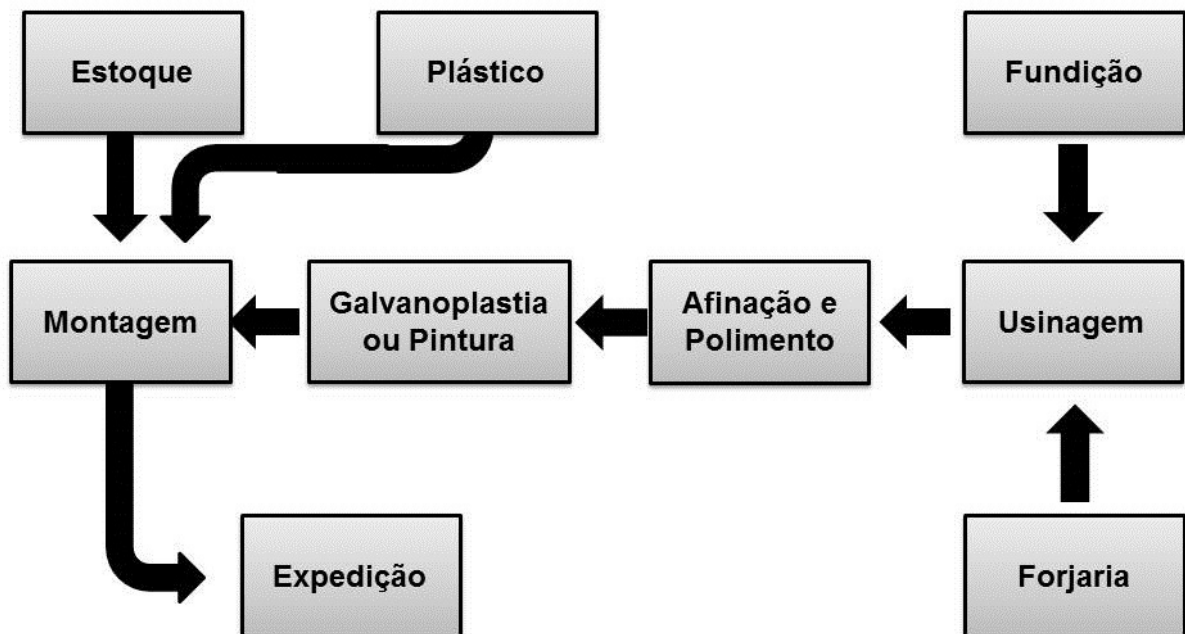 Estoque
Plástico
Fundição
Montagem
Galvanoplastia
ou Pintura
Afinação e
Polimento
Usinagem
Expedição
Forjaria